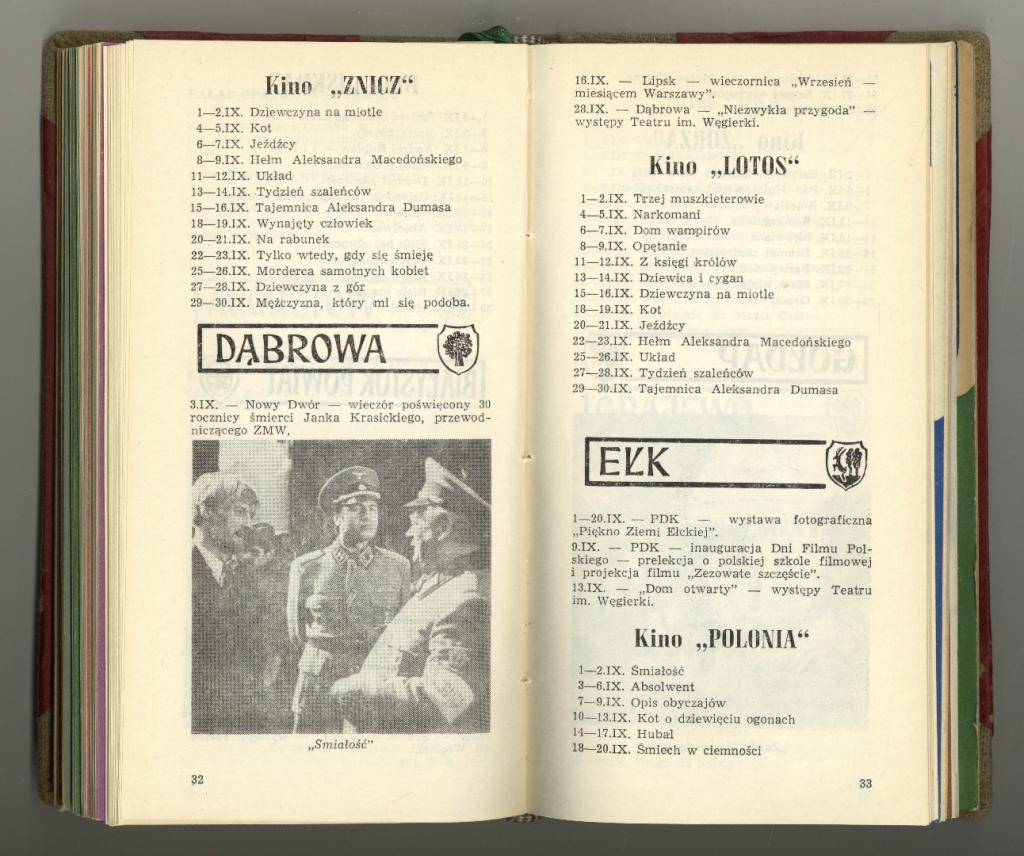 Kino „ZNICZ“
1—2.IX. Dziewczyna na miotle
4—5.IX. Kot
6—7.IX. Jeźdźcy
8—9.IX. Hełm Aleksandra Macedońskiego
11—12.IX. Układ
13—14.IX. Tydzień szaleńców
15—16.IX. Tajemnica Aleksandra Dumasa
18—19.IX. Wynajęty człowiek
20—21.IX. Na rabunek
22—23.IX. Tylko wtedy, gdy się śmieję
25—26.IX. Morderca samotnych kobiet
27—28.IX. Dziewczyna z gór
29—30.IX. Mężczyzna, który mi się podoba.
DĄBROWA
3.IX. — Nowy Dwór — wieczór poświęcony 30
rocznicy śmierci Janka Krasickiego, przewod-
niczącego ZMW,
„Smiałość"
32
16.IX. — Lipsk — wieczornica „Wrzesień —
miesiącem Warszawy".
28.IX. — Dąbrowa — „Niezwykła przygoda" —
występy Teatru im. Węgierki.
Kino „LOTOS“
1—2.IX. Trzej muszkieterowie
4—5.IX. Narkomani
6—7.IX. Dom wampirów
8—9.IX. Opętanie
11—12.IX. Z księgi królów
13—14.IX. Dziewica i cygan
15—16.IX. Dziewczyna na miotle
18—19.IX. Kot
20—21.IX. Jeźdźcy
22—23.IX. Hełm Aleksandra Macedońskiego
25—26.IX. Układ
27—28.IX. Tydzień szaleńców
29—30.IX. Tajemnica Aleksandra Dumasa
EŁK
1—20.IX. — PDK — wystawa fotograficzna
„Piękno Ziemi Ełckiej".
9.IX. — PDK — inauguracja Dni Filmu Pol-
skiego — prelekcja o polskiej szkole filmowej
i projekcja filmu „Zezowate szczęście".
13.IX. — „Dom otwarty" — występy Teatru
im. Węgierki.
Kino „POLONIA“
1—2.IX. Śmiałość
3—6.IX. Absolwent
7—9.IX. Opis obyczajów
10—13.IX. Kot o dziewięciu ogonach
14—17.IX. Hubal
18—20.IX. Śmiech w ciemności
33